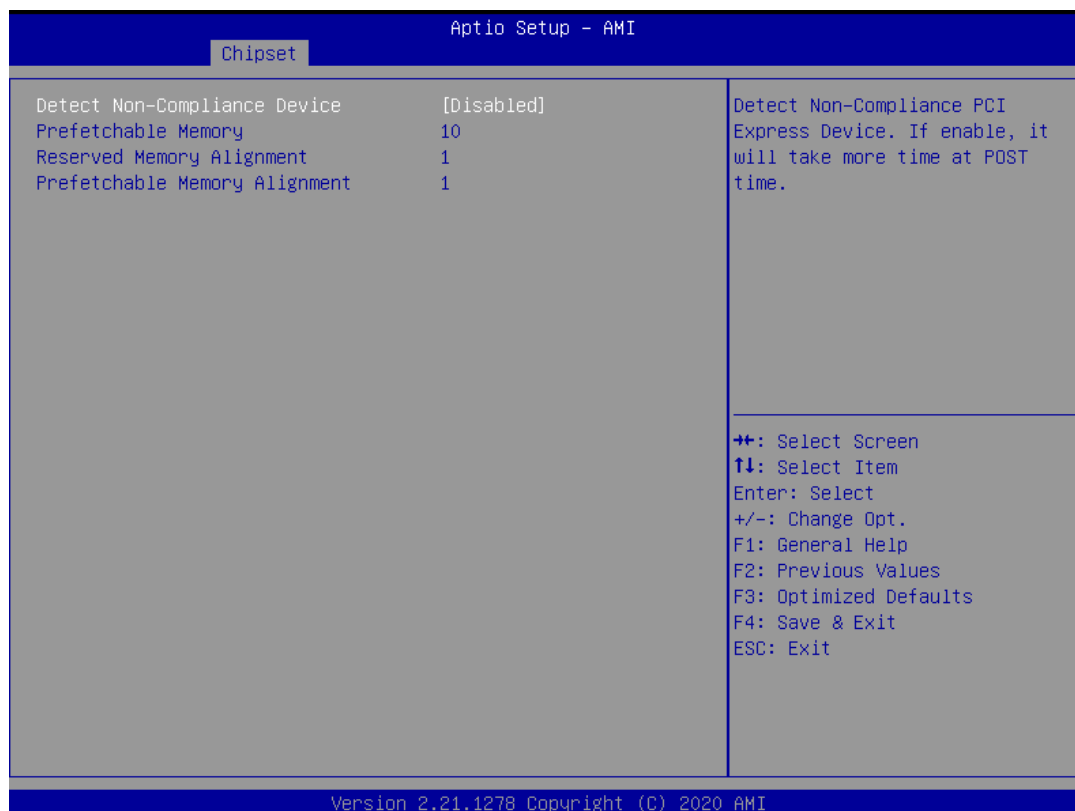 Aptio Setup – AMI
Chipset
Detect Non-Compliance Device [Disabled]
Prefetchable Memory 10
Reserved Memory Alignment 1
Prefetchable Memory Alignment 1
Detect Non-Compliance PCI
Express Device. If enable, it
will take more time at POST
time.
→←: Select Screen
↑↓: Select Item
Enter: Select
+/-: Change Opt.
F1: General Help
F2: Previous Values
F3: Optimized Defaults
F4: Save & Exit
ESC: Exit
Version 2.21.1278 Copyright (C) 2020 AMI